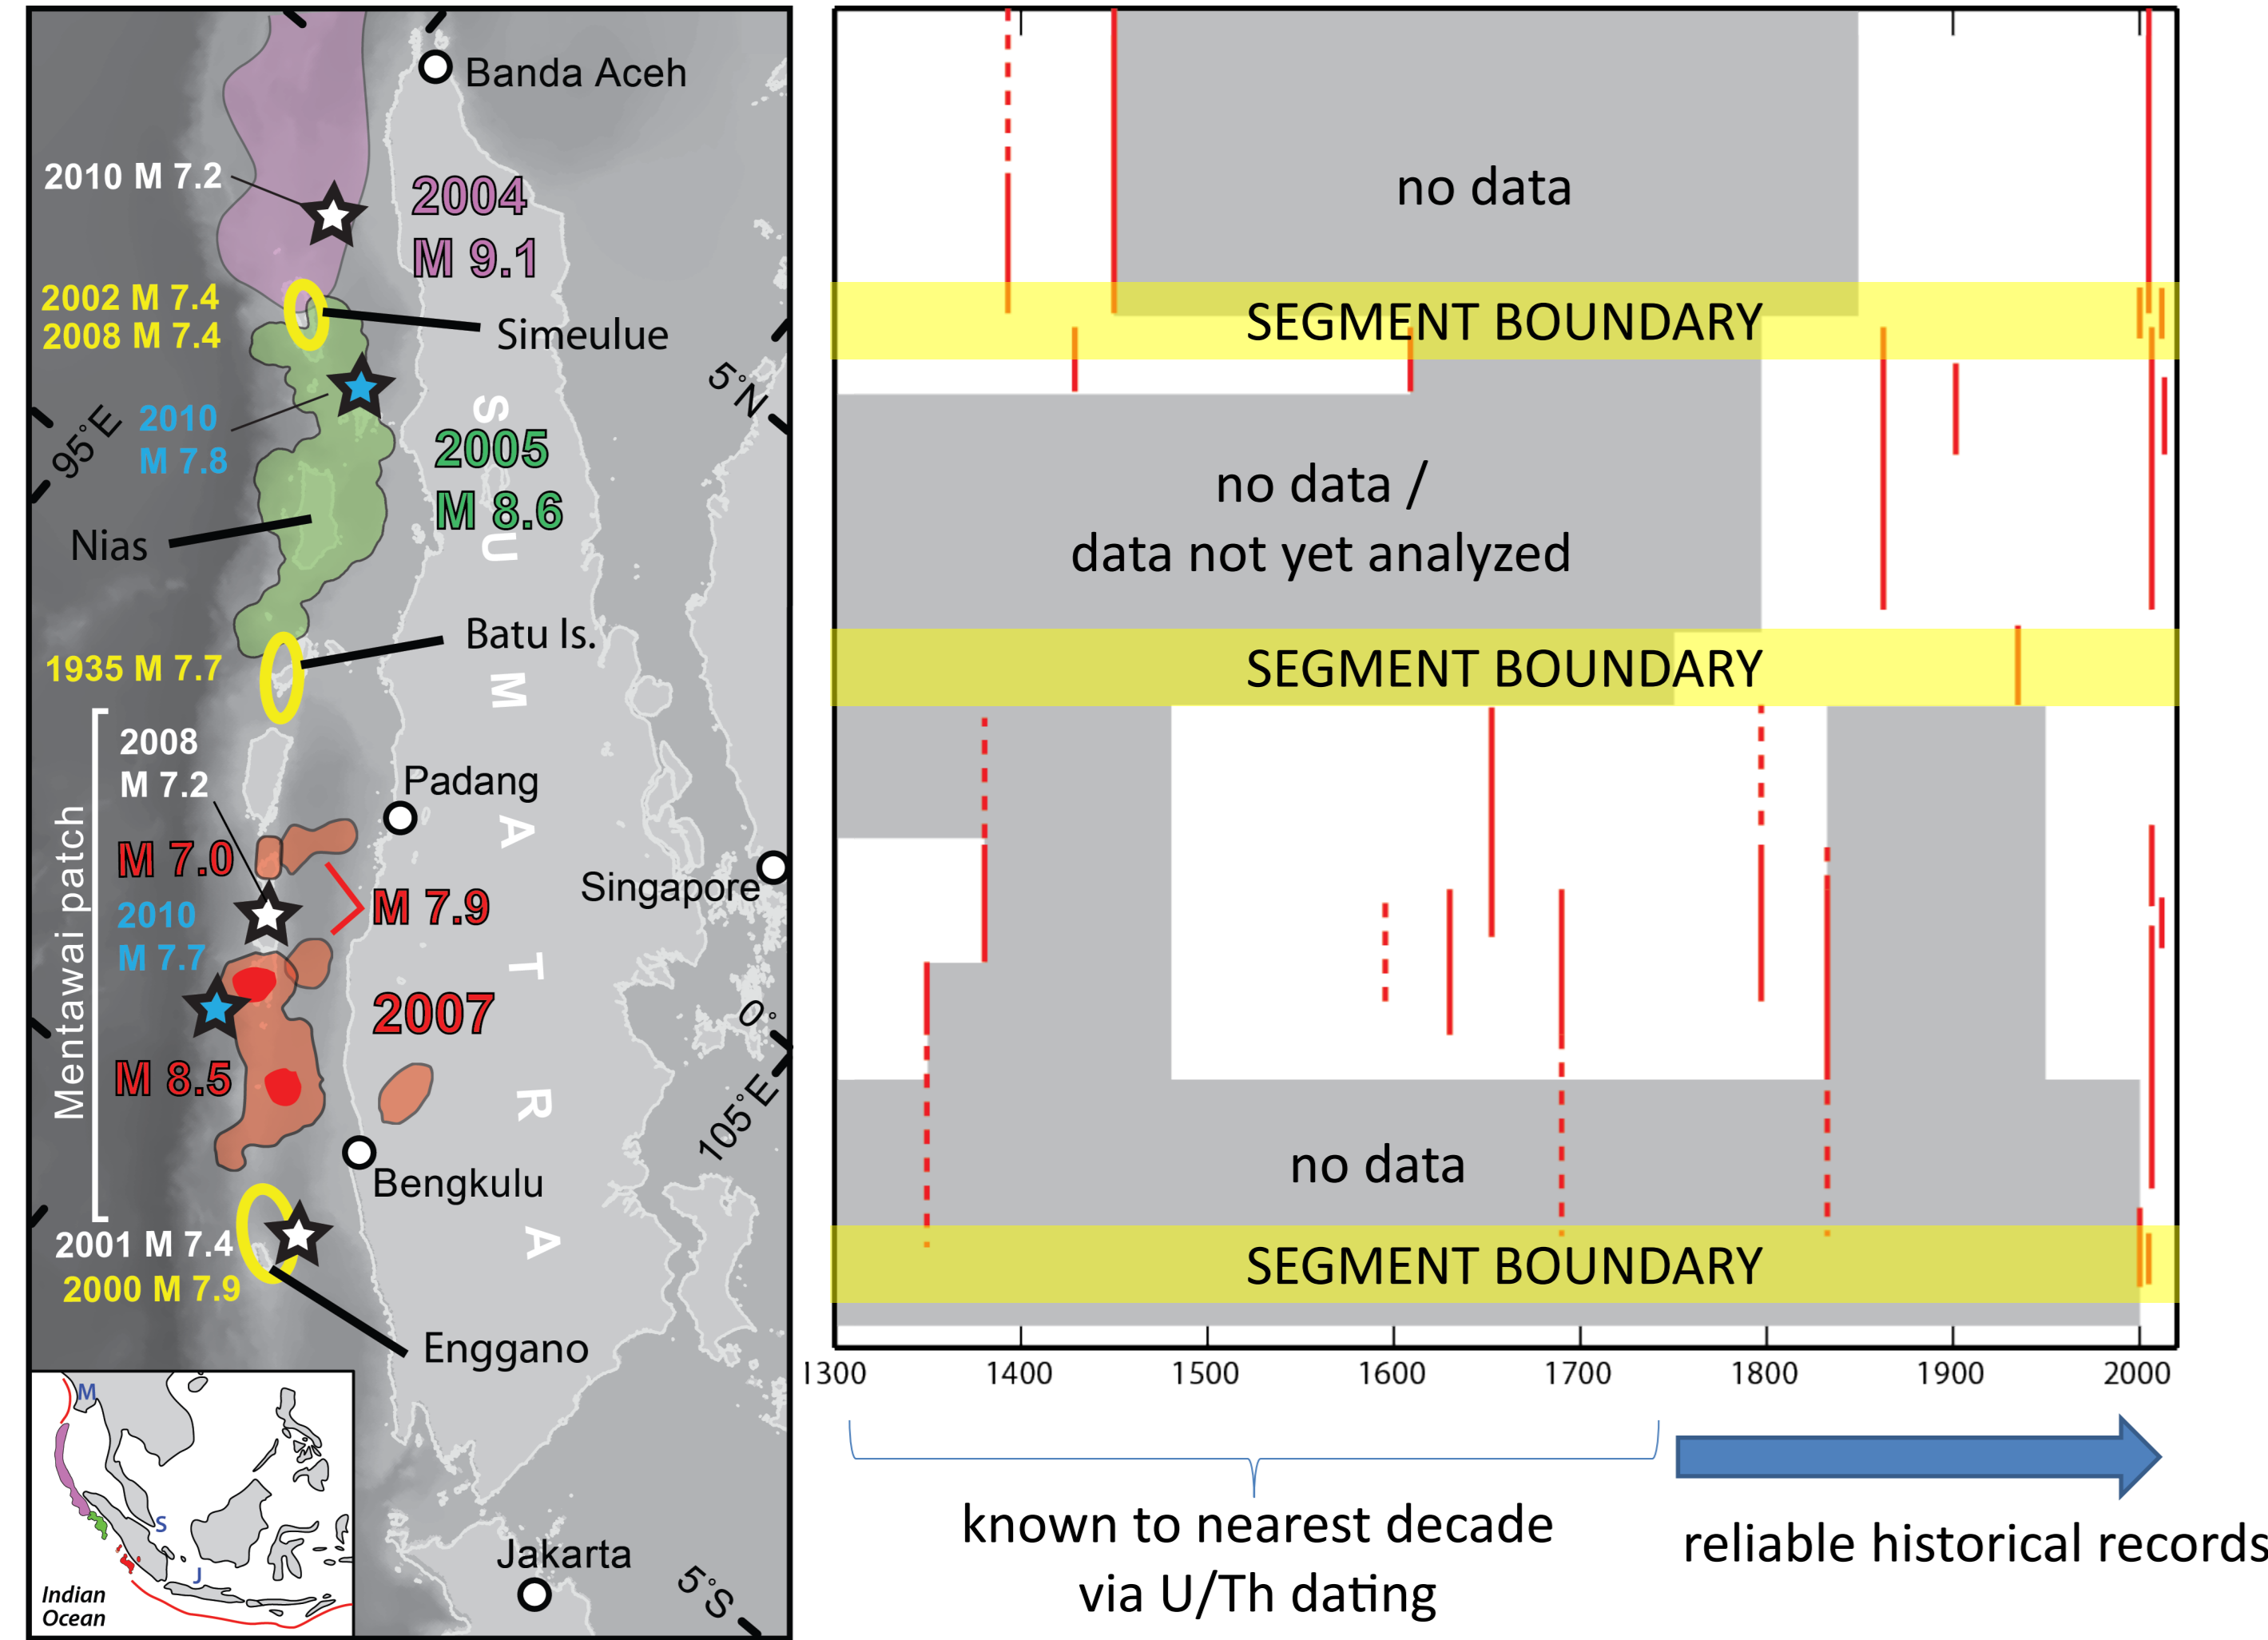 Banda Aceh
2010 M 7.2
2004
M 9.1
2002 M 7.4
2008 M 7.4
Simeulue
5°N
95°E
2010
M 7.8
2005
M 8.6
Nias
Batu Is.
1935 M 7.7
SUMATRA
2008
M 7.2
Padang
Mentawai patch
M 7.0
Singapore
2010
M 7.7
M 7.9
2007
0°
M 8.5
105°E
Bengkulu
2001 M 7.4
2000 M 7.9
Enggano
M
S
J
Indian
Ocean
Jakarta
5°S
no data
SEGMENT BOUNDARY
no data /
data not yet analyzed
SEGMENT BOUNDARY
no data
SEGMENT BOUNDARY
1300 1400 1500 1600 1700 1800 1900 2000
known to nearest decade
via U/Th dating
reliable historical records